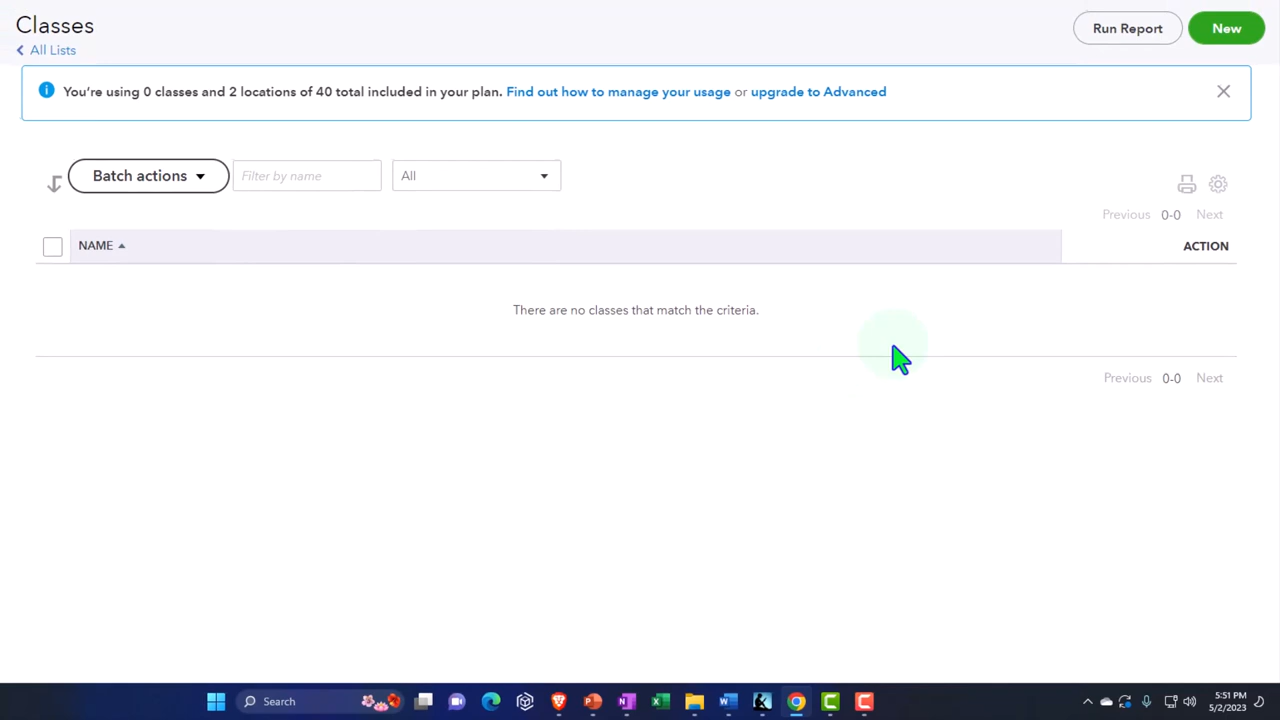 Classes
All Lists
Run Report
New
You're using 0 classes and 2 locations of 40 total included in your plan. Find out how to manage your usage or upgrade to Advanced
Batch actions
Filter by name
All
Previous 0-0 Next
NAME
ACTION
There are no classes that match the criteria.
Previous 0-0 Next
Search
5:51 PM
5/2/2023